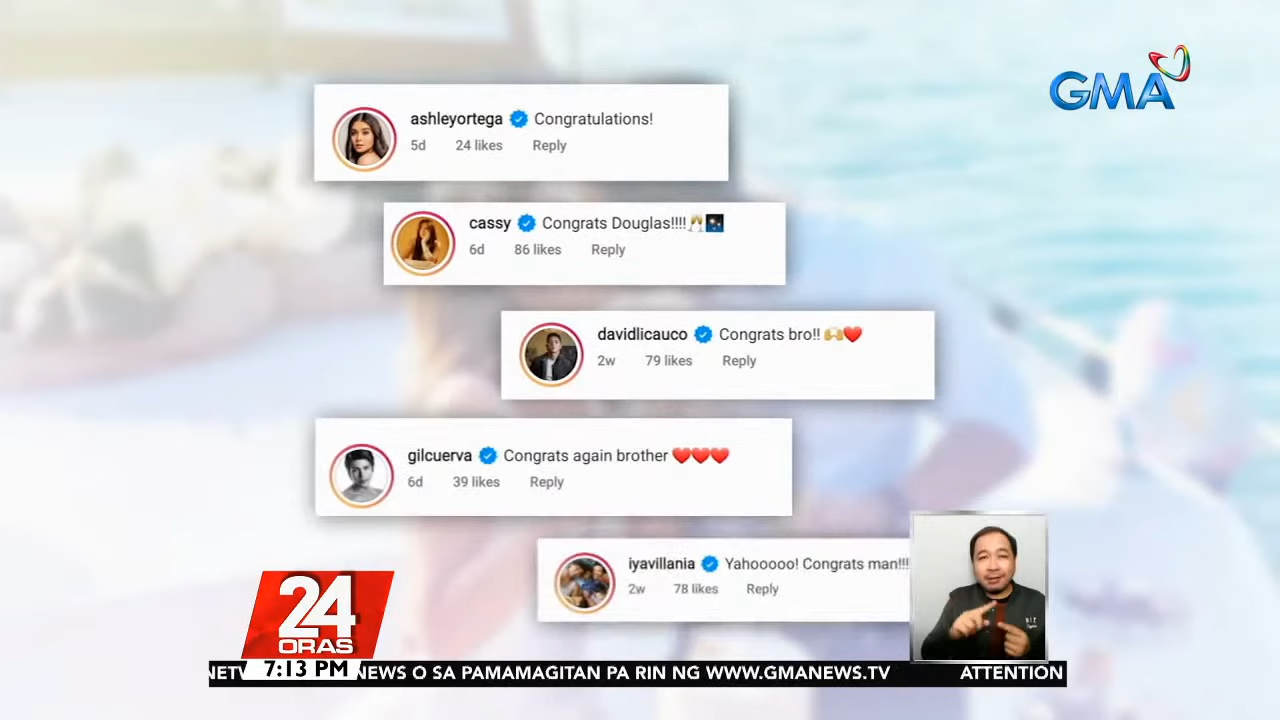 GMA
ashleyortega Congratulations!
5d 24 likes Reply
cassy Congrats Douglas!!!!🥂🎆
6d 86 likes Reply
davidlicauco Congrats bro!! 🙌🏼❤️
2w 79 likes Reply
gilcuerva Congrats again brother ❤️❤️❤️
6d 39 likes Reply
iyavillania Yahooooo! Congrats man!!!
2w 78 likes Reply
24
ORAS
7:13 PM
NEWS O SA PAMAMAGITAN PA RIN NG WWW.GMANEWS.TV ATTENTION